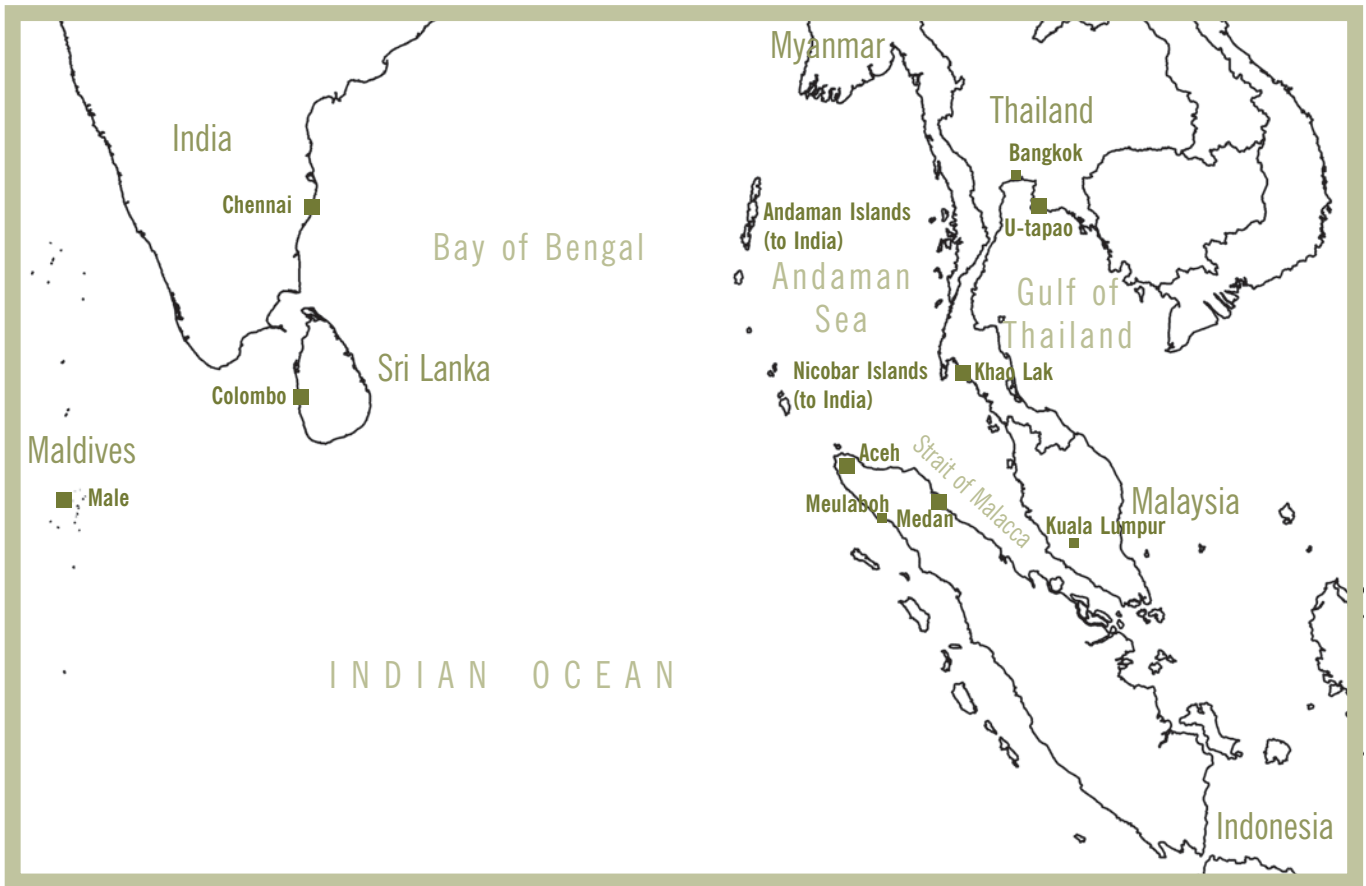 Myanmar
India
Thailand
Bangkok
Chennai
Andaman Islands
(to India)
U-tapao
Bay of Bengal
Andaman
Sea
Gulf of
Thailand
Sri Lanka
Nicobar Islands
(to India)
Khao Lak
Colombo
Maldives
Male
Aceh
Strait of Malacca
Meulaboh
Medan
Malaysia
Kuala Lumpur
INDIAN OCEAN
Indonesia